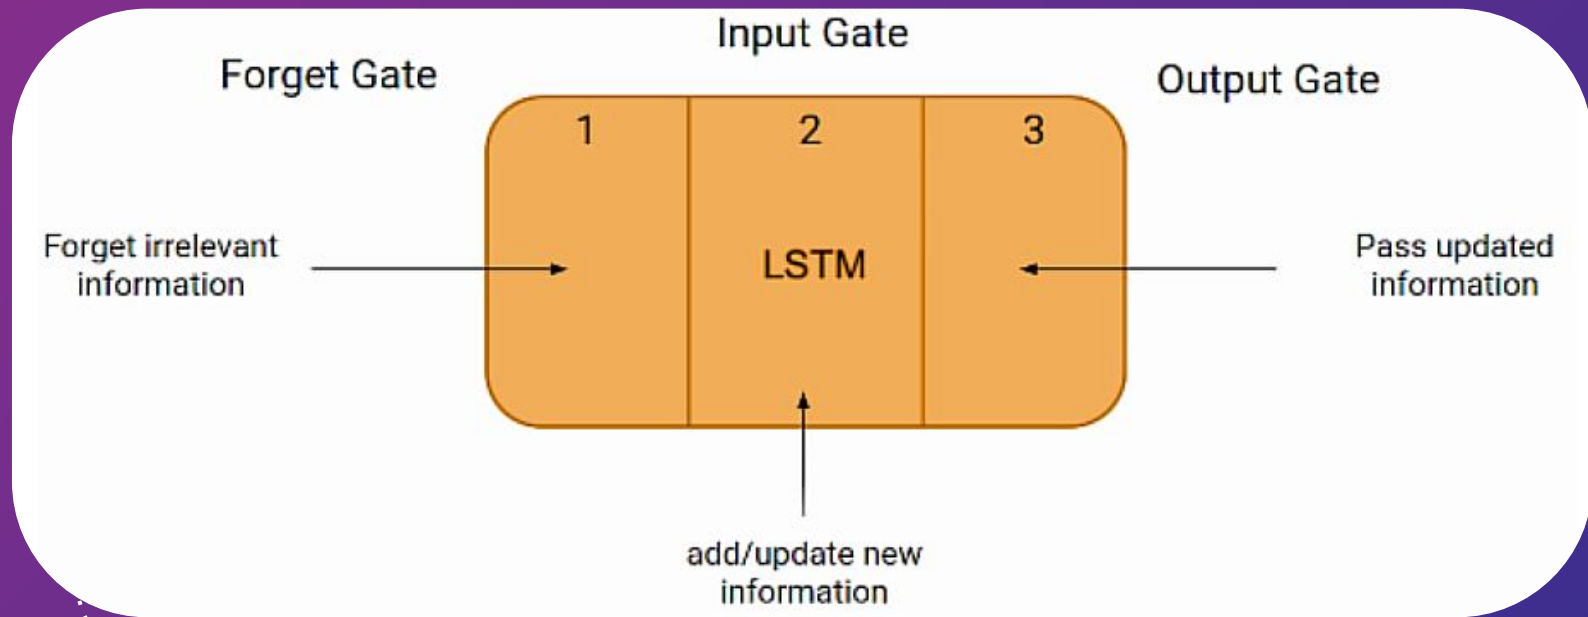 Input Gate
Forget Gate
Output Gate
1
2
3
Forget irrelevant
information
LSTM
Pass updated
information
add/update new
information